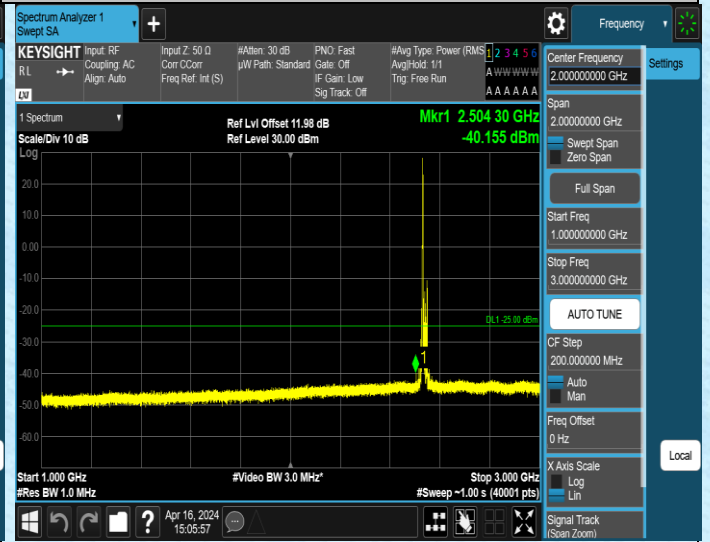 Spectrum Analyzer 1
Swept SA
Frequency
KEYSIGHT
RL
LXI
Input: RF
Coupling: AC
Align: Auto
Input Z: 50 Ω
Corr CCorr
Freq Ref: Int (S)
#Atten: 30 dB
µW Path: Standard
PNO: Fast
Gate: Off
IF Gain: Low
Sig Track: Off
#Avg Type: Power (RMS
Avg|Hold: 1/1
Trig: Free Run
1 2 3 4 5 6
A W W W W W
A A A A A A
1 Spectrum
Scale/Div 10 dB
Log
Ref Lvl Offset 11.98 dB
Ref Level 30.00 dBm
Mkr1 2.504 30 GHz
-40.155 dBm
20.0
10.0
0.00
-10.0
-20.0
-30.0
-40.0
-50.0
-60.0
DL1 -25.00 dBm
1
Start 1.000 GHz
#Res BW 1.0 MHz
#Video BW 3.0 MHz*
Stop 3.000 GHz
#Sweep ~1.00 s (40001 pts)
Apr 16, 2024
15:05:57
?
Center Frequency
2.000000000 GHz
Span
2.00000000 GHz
Swept Span
Zero Span
Full Span
Start Freq
1.000000000 GHz
Stop Freq
3.000000000 GHz
AUTO TUNE
CF Step
200.000000 MHz
Auto
Man
Freq Offset
0 Hz
X Axis Scale
Log
Lin
Signal Track
(Span Zoom)
Settings
Local